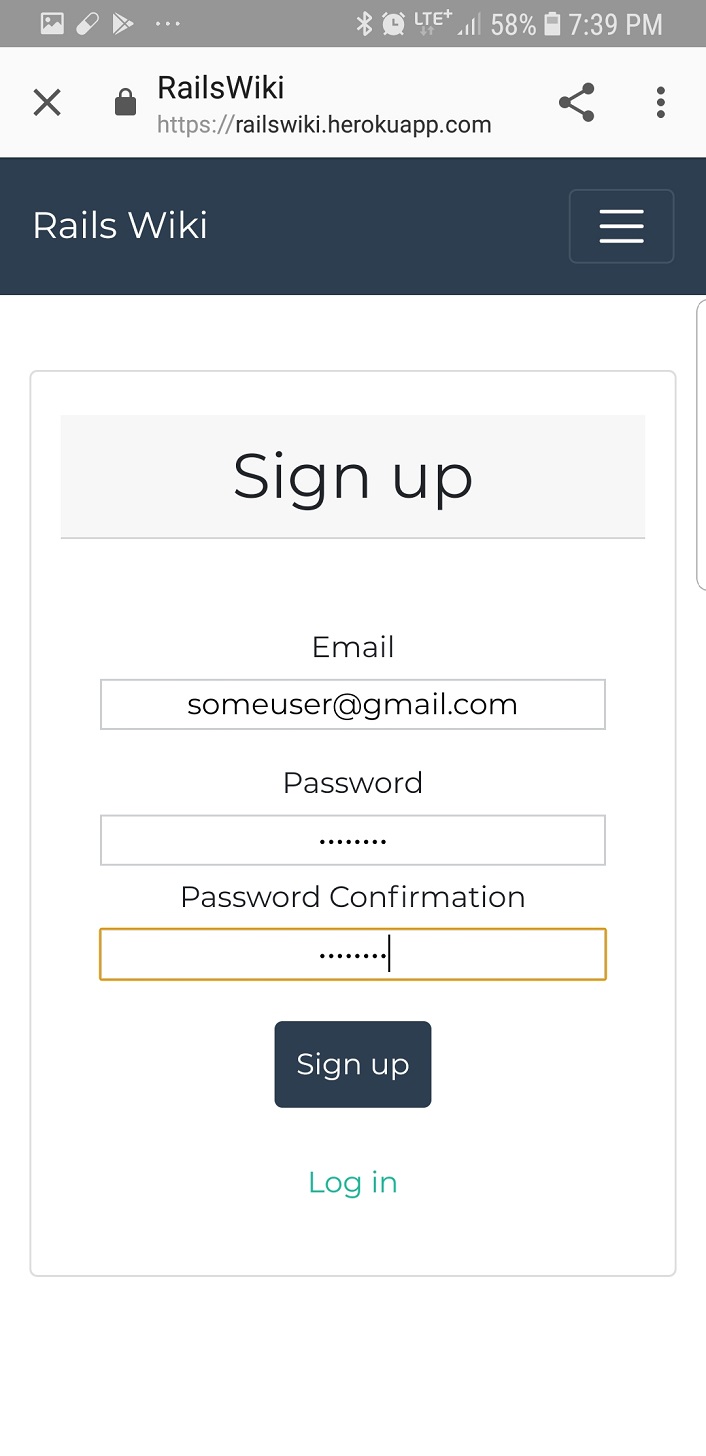 LTE+ 58% 7:39 PM
RailsWiki
https://railswiki.herokuapp.com
Rails Wiki
Sign up
Email
someuser@gmail.com
Password
••••••••
Password Confirmation
••••••••
Sign up
Log in